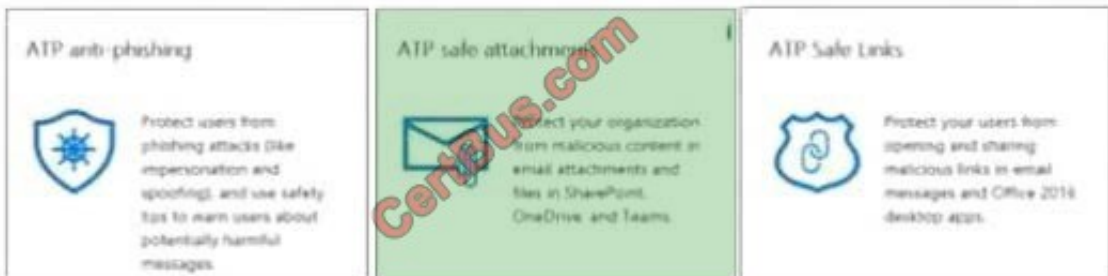 ATP anti-phishing
Protect users from
phishing attacks (like
impersonation and
spoofing), and use safety
tips to warn users about
potentially harmful
messages.
ATP safe attachments
Protect your organization
from malicious content in
email attachments and
files in SharePoint,
OneDrive, and Teams.
ATP Safe Links
Protect your users from
opening and sharing
malicious links in email
messages and Office 2016
desktop apps.
CertBus.com